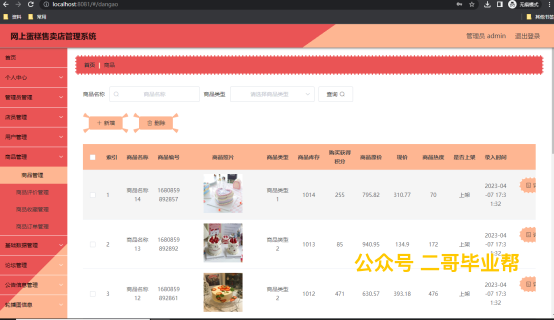 localhost:8081/#/dangao
无痕模式
资料 常用 其他书签
网上蛋糕售卖店管理系统
管理员 admin 退出登录
首页
个人中心
管理员管理
店员管理
用户管理
商品管理
商品管理
商品评价管理
商品收藏管理
商品订单管理
基础数据管理
论坛管理
公告信息管理
轮播图信息
首页 商品
商品名称 商品名称 商品类型 请选择商品类型 查询
+ 新增 删除
索引 商品名称 商品编号 商品照片 商品类型 商品库存 购买获得积分 商品原价 现价 商品热度 是否上架 录入时间
1 商品名称14 1680859892857 商品类型1 1014 255 795.82 310.77 70 上架 2023-04-07 17:31:32
2 商品名称13 1680859892892 商品类型2 1013 85 940.95 134.9 172 上架 2023-04-07 17:31:32
3 商品名称12 1680859892861 商品类型2 1012 471 630.57 393.18 476 上架 2023-04-07 17:31:32
公众号 二哥毕业帮